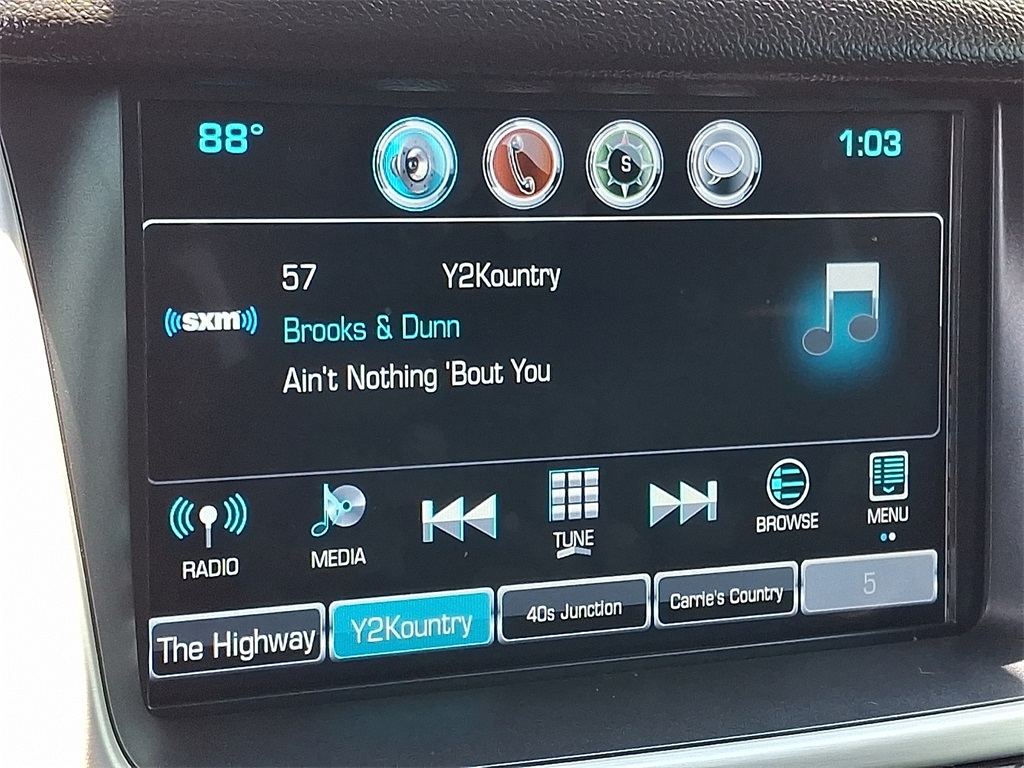 88°
S
1:03
57 Y2Kountry
((sxm))
Brooks & Dunn
Ain't Nothing 'Bout You
RADIO
MEDIA
TUNE
BROWSE
MENU
The Highway
Y2Kountry
40s Junction
Carrie's Country
5